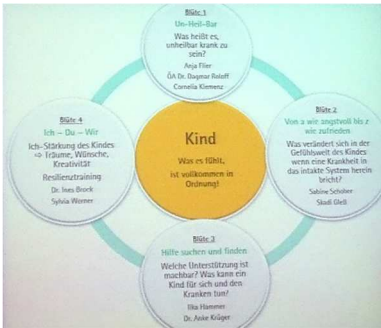 Blüte 1
Un-Heil-Bar
Was heißt es,
unheilbar krank zu
sein?
Anja Flier
ÖA Dr. Dagmar Roloff
Cornelia Klemenz
Blüte 4
Ich – Du – Wir
Ich-Stärkung des Kindes
⇨ Träume, Wünsche,
Kreativität
Resilienztraining
Dr. Ines Brock
Sylvia Werner
Kind
Was es fühlt,
ist vollkommen in
Ordnung!
Blüte 2
Von a wie angstvoll bis z
wie zufrieden
Was verändert sich in der
Gefühlswelt des Kindes
wenn eine Krankheit in
das intakte System herein
bricht?
Sabine Schober
Skadi Gleß
Blüte 3
Hilfe suchen und finden
Welche Unterstützung ist
machbar? Was kann ein
Kind für sich und den
Kranken tun?
Ilka Hammer
Dr. Anke Krüger